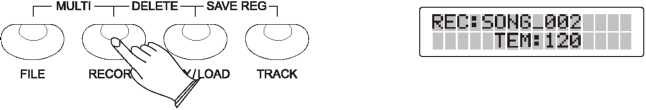 MULTI DELETE SAVE REG
FILE RECOR /LOAD TRACK
REC:SONG_002
TEM:120